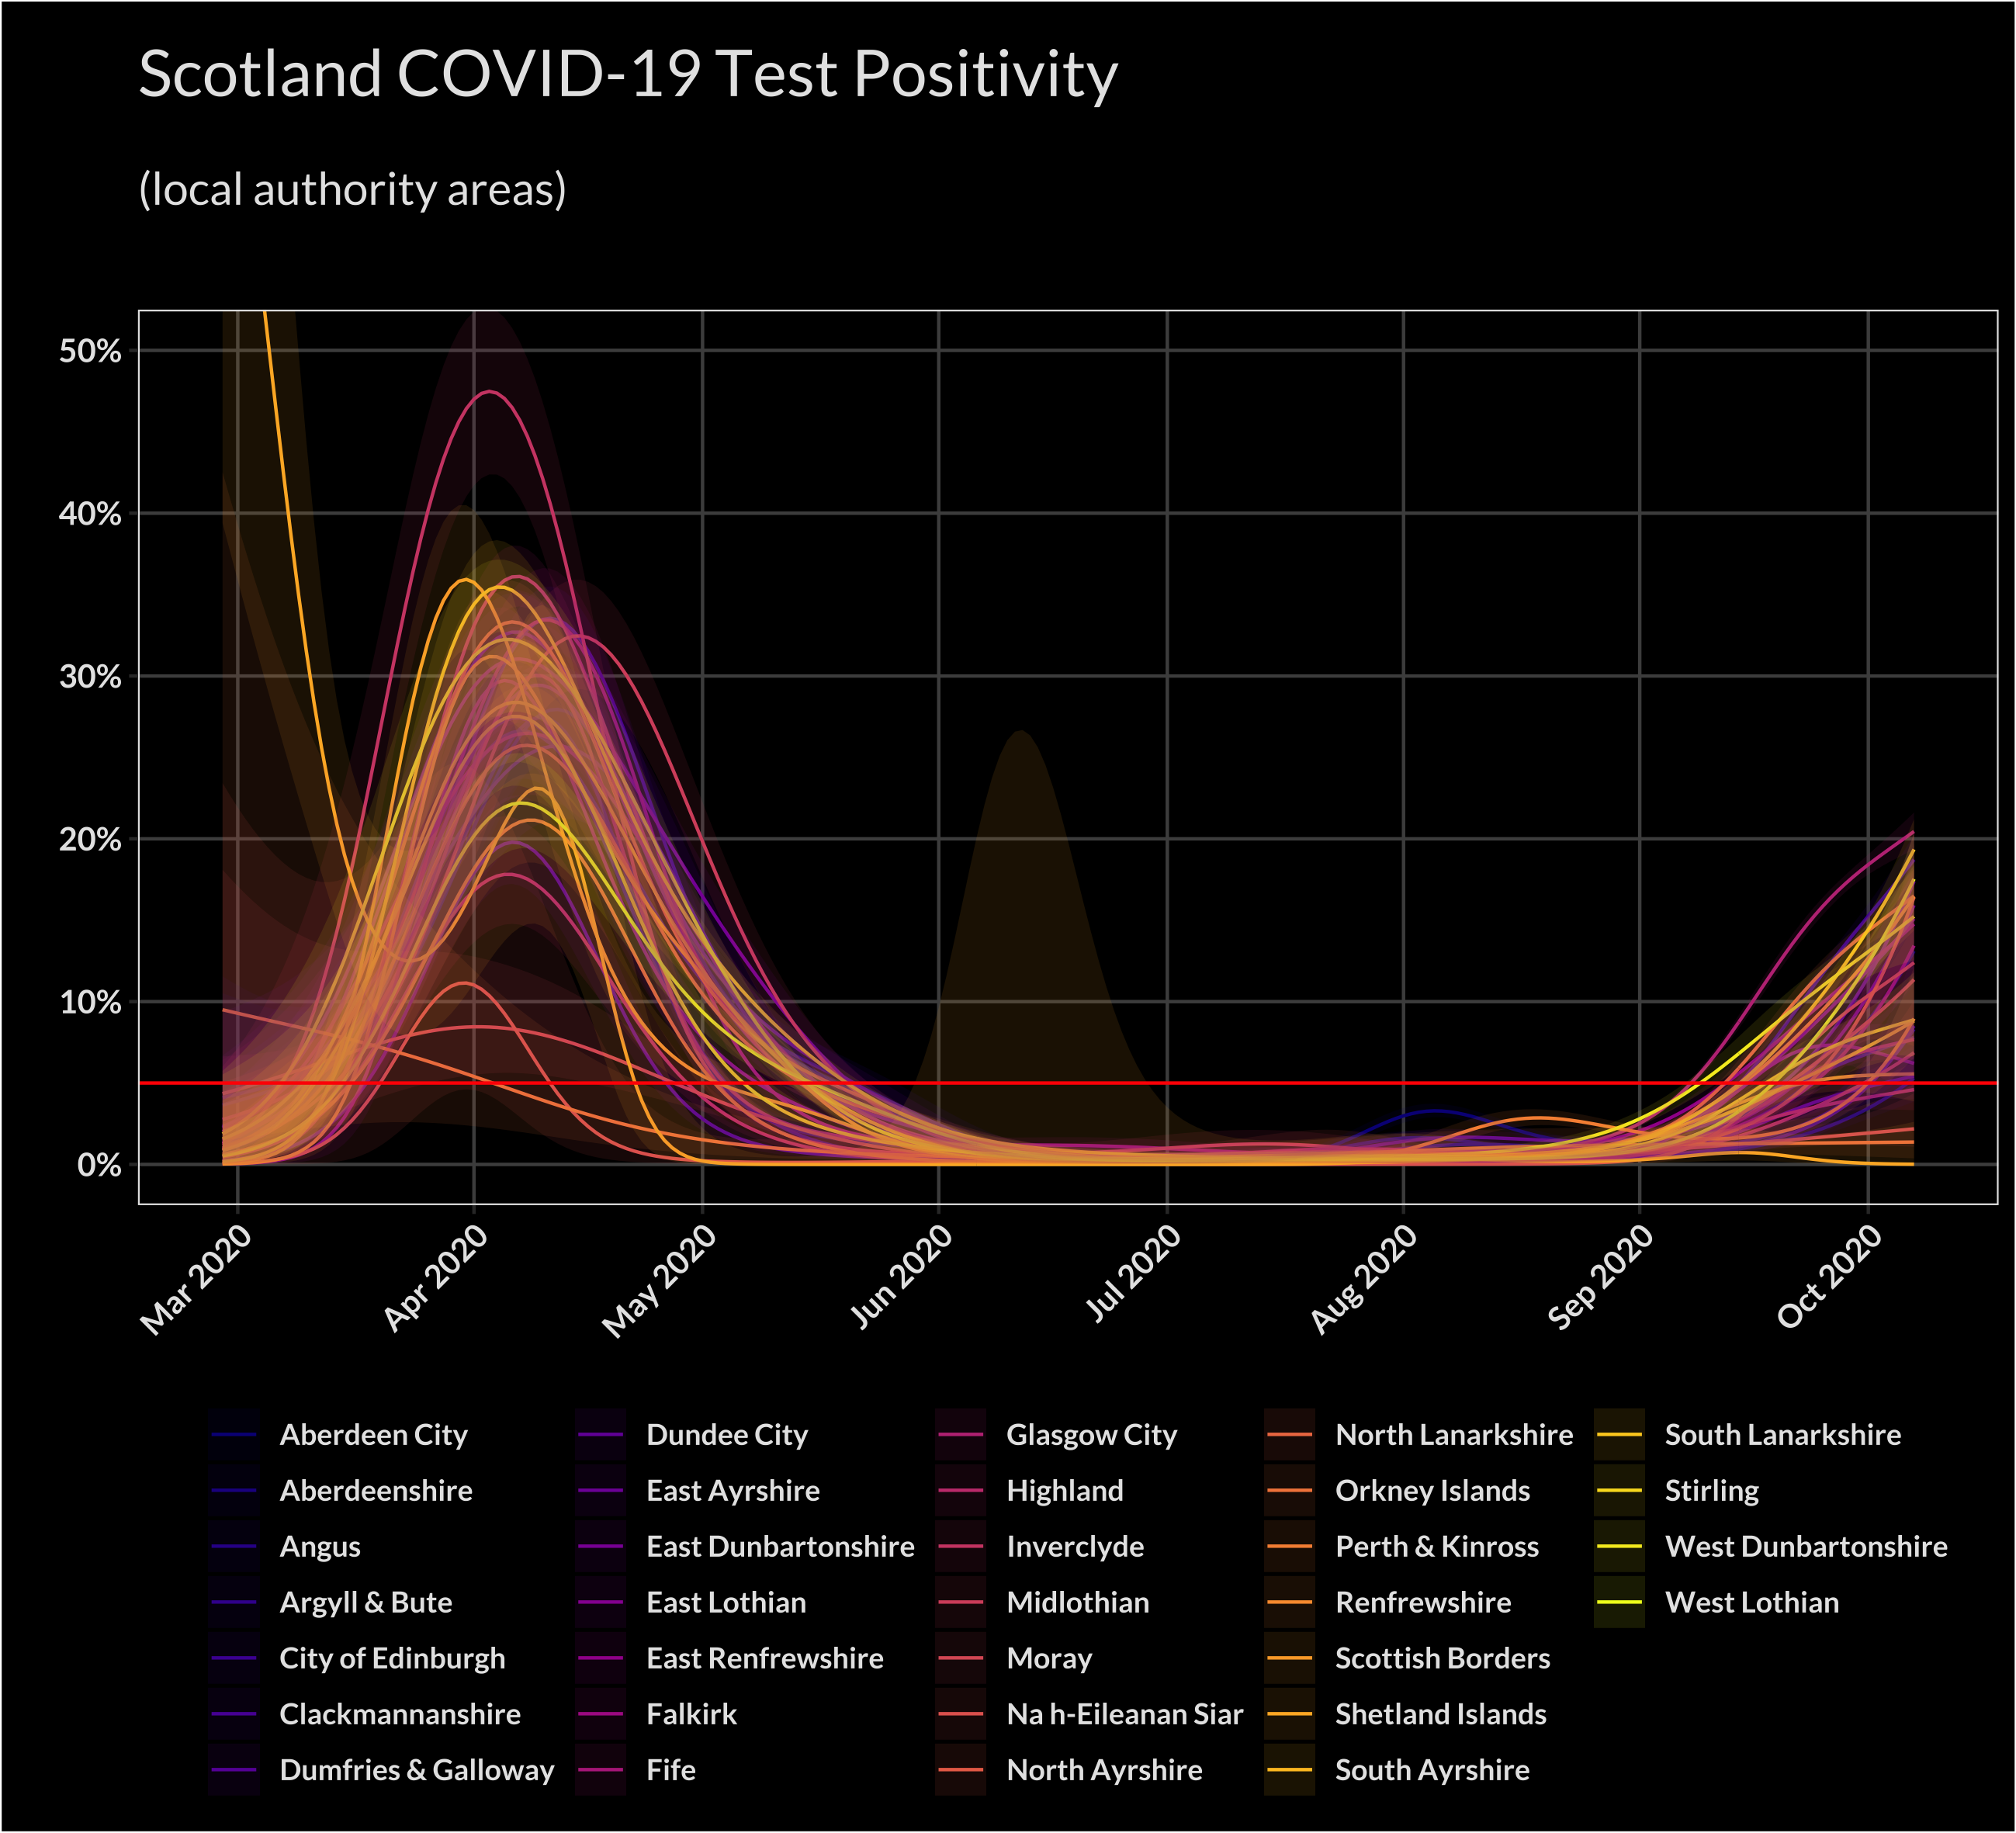 Scotland COVID-19 Test Positivity
(local authority areas)
50%
40%
30%
20%
10%
0%
Mar 2020
Apr 2020
May 2020
Jun 2020
Jul 2020
Aug 2020
Sep 2020
Oct 2020
Aberdeen City
Aberdeenshire
Angus
Argyll & Bute
City of Edinburgh
Clackmannanshire
Dumfries & Galloway
Dundee City
East Ayrshire
East Dunbartonshire
East Lothian
East Renfrewshire
Falkirk
Fife
Glasgow City
Highland
Inverclyde
Midlothian
Moray
Na h-Eileanan Siar
North Ayrshire
North Lanarkshire
Orkney Islands
Perth & Kinross
Renfrewshire
Scottish Borders
Shetland Islands
South Ayrshire
South Lanarkshire
Stirling
West Dunbartonshire
West Lothian